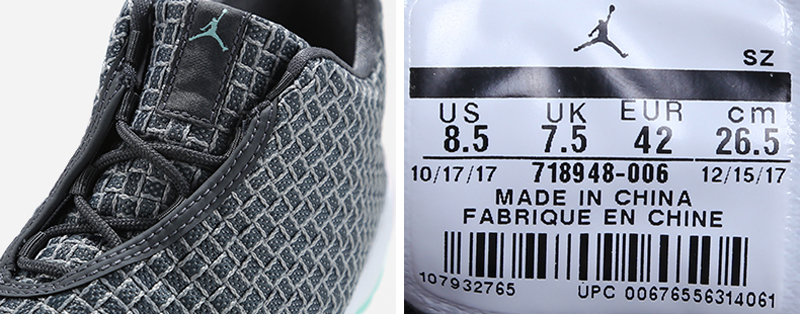 SZ
US UK EUR cm
8.5 7.5 42 26.5
10/17/17 718948-006 12/15/17
MADE IN CHINA
FABRIQUE EN CHINE
107932765 UPC 00676556314061